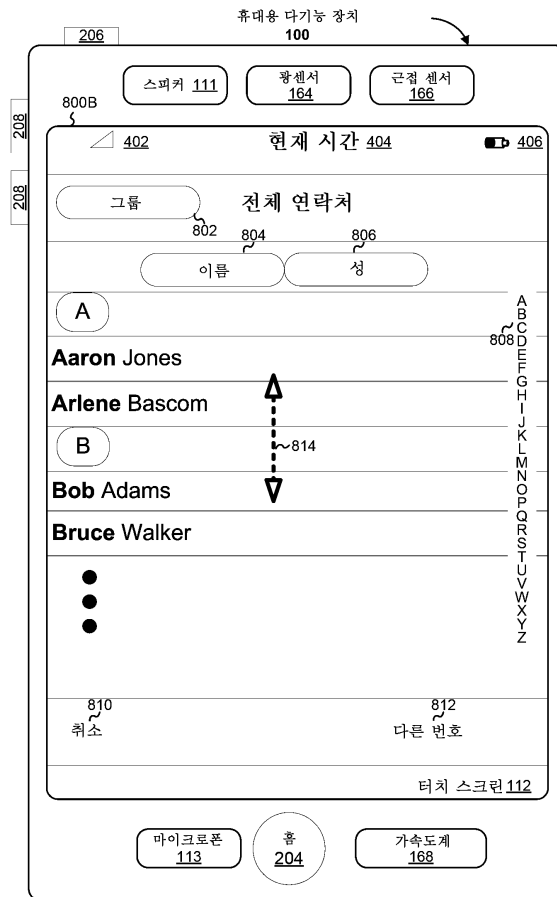 휴대용 다기능 장치
100
206
스피커 111
광센서
164
근접 센서
166
800B
208
208
402
현재 시간 404
406
그룹
802
전체 연락처
804
806
이름
성
A
Aaron Jones
Arlene Bascom
B
Bob Adams
Bruce Walker
814
808
A
B
C
D
E
F
G
H
I
J
K
L
M
N
O
P
Q
R
S
T
U
V
W
X
Y
Z
810
취소
812
다른 번호
터치 스크린 112
마이크로폰
113
홈
204
가속도계
168